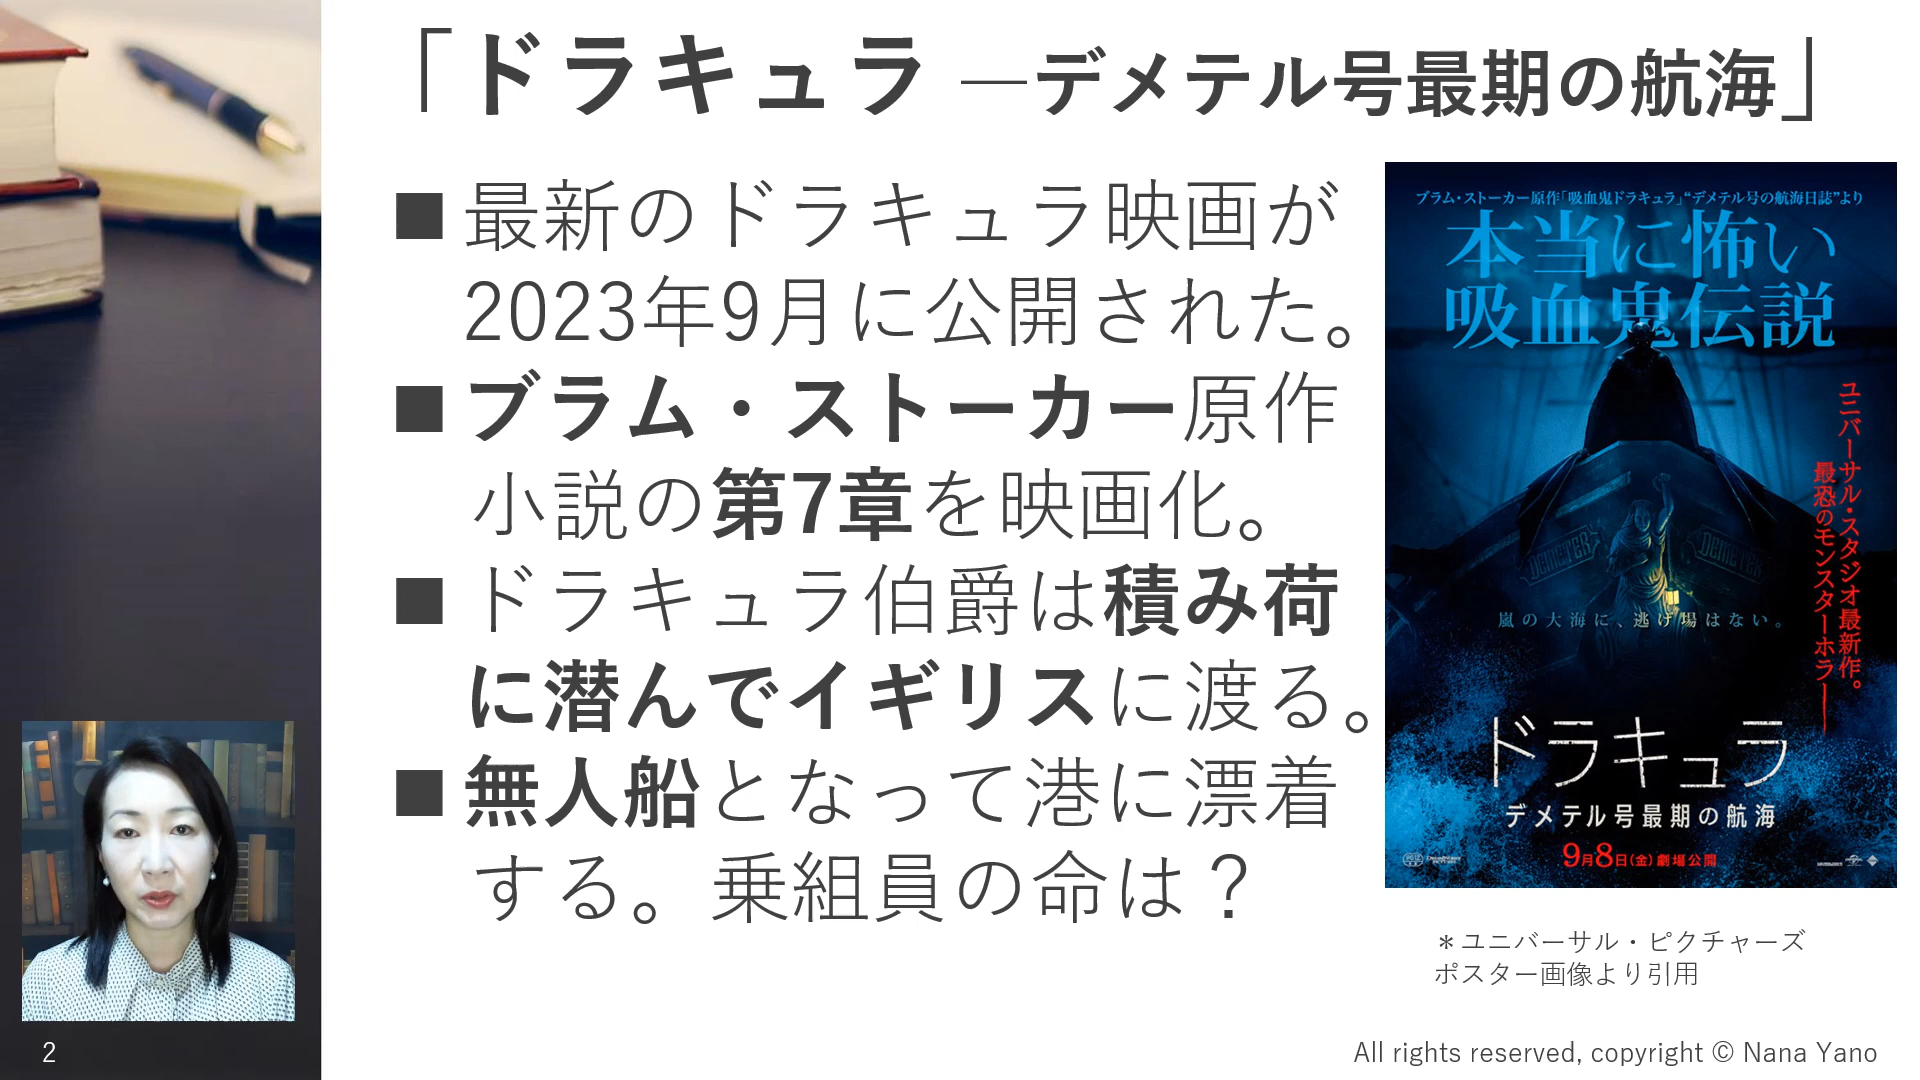 「ドラキュラ ―デメテル号最期の航海」
■最新のドラキュラ映画が
2023年9月に公開された。
■ブラム・ストーカー原作
小説の第7章を映画化。
■ドラキュラ伯爵は積み荷
に潜んでイギリスに渡る。
■無人船となって港に漂着
する。乗組員の命は？
ブラム・ストーカー原作「吸血鬼ドラキュラ」“デメテル号の航海日誌”より
本当に怖い
吸血鬼伝説
ユニバーサル・スタジオ最新作。
最恐のモンスターホラー――
DEMETER
DEMETER
嵐の大海に、逃げ場はない。
ドラキュラ
デメテル号最期の航海
9月8日(金)劇場公開
＊ユニバーサル・ピクチャーズ
ポスター画像より引用
2
All rights reserved, copyright © Nana Yano